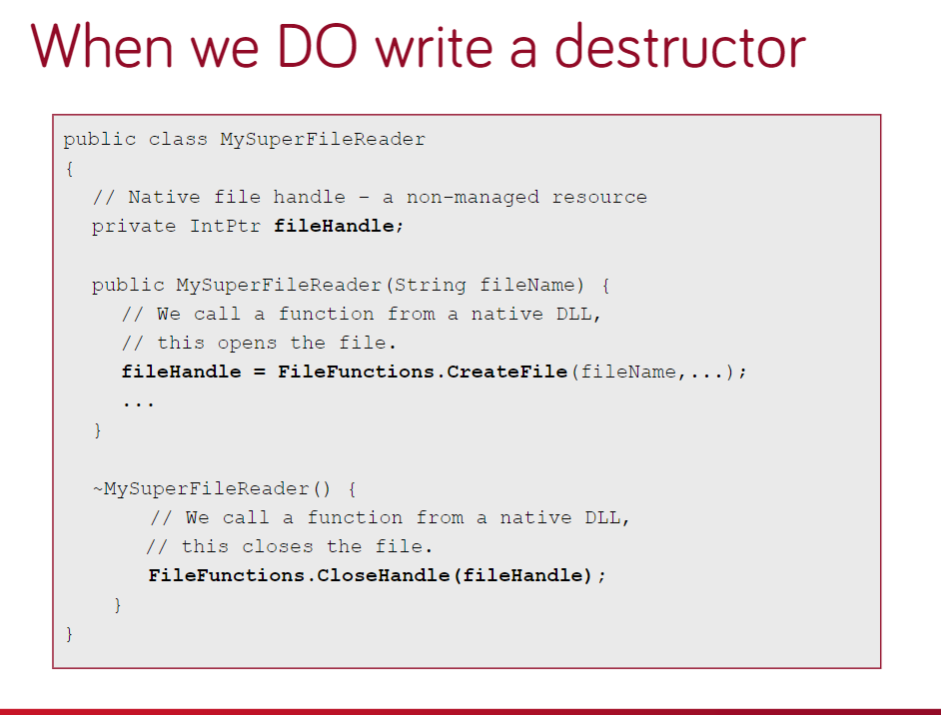 When we DO write a destructor
public class MySuperFileReader
{
// Native file handle – a non-managed resource
private IntPtr fileHandle;
public MySuperFileReader(String fileName) {
// We call a function from a native DLL,
// this opens the file.
fileHandle = FileFunctions.CreateFile(fileName,...);
...
}
~MySuperFileReader() {
// We call a function from a native DLL,
// this closes the file.
FileFunctions.CloseHandle(fileHandle);
}
}